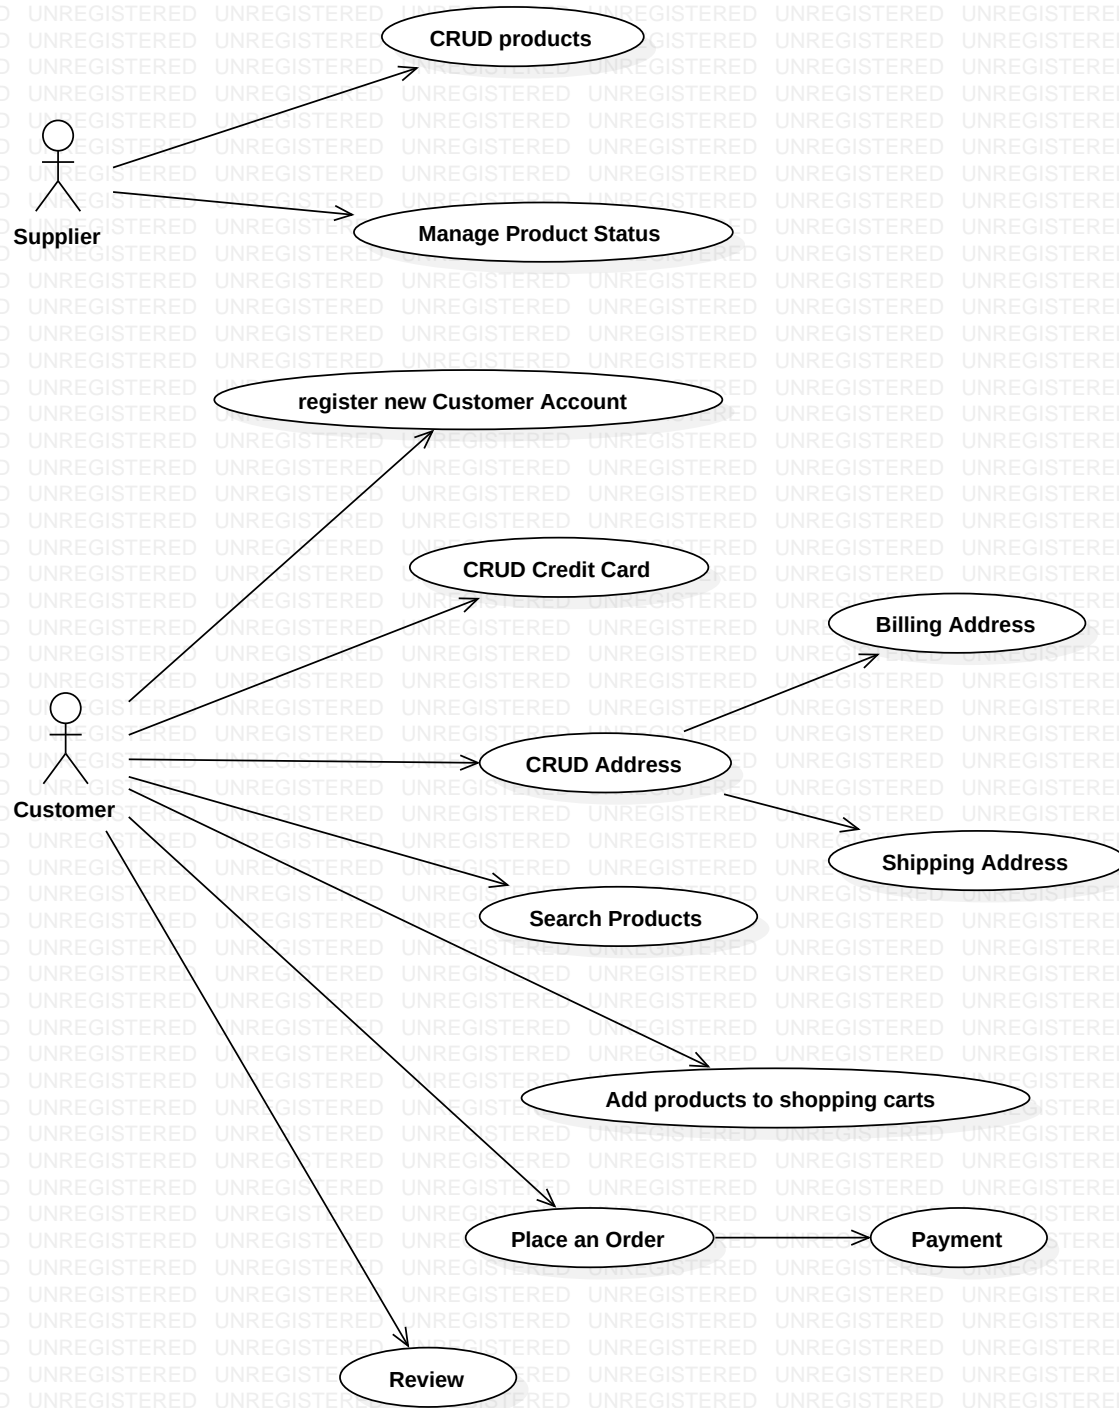 CRUD products
Supplier
Manage Product Status
register new Customer Account
CRUD Credit Card
Billing Address
CRUD Address
Customer
Shipping Address
Search Products
Add products to shopping carts
Place an Order
Payment
Review
UNREGISTERED